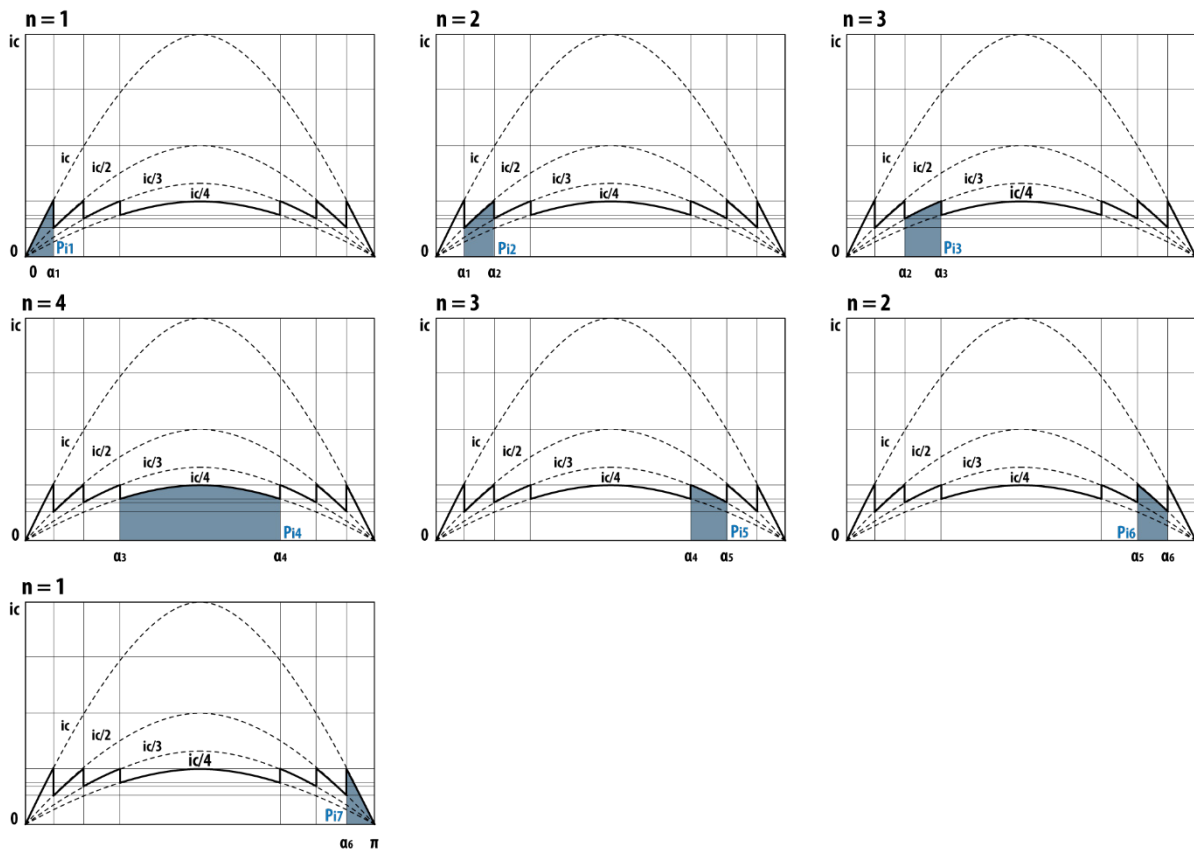 n = 1
ic
ic
ic/2
ic/3
ic/4
0
Pi1
0 α1
n = 2
ic
ic
ic/2
ic/3
ic/4
0
Pi2
α1 α2
n = 3
ic
ic
ic/2
ic/3
ic/4
0
Pi3
α2 α3
n = 4
ic
ic
ic/2
ic/3
ic/4
0
Pi4
α3 α4
n = 3
ic
ic
ic/2
ic/3
ic/4
0
Pi5
α4 α5
n = 2
ic
ic
ic/2
ic/3
ic/4
0
Pi6
α5 α6
n = 1
ic
ic
ic/2
ic/3
ic/4
0
Pi7
α6 π